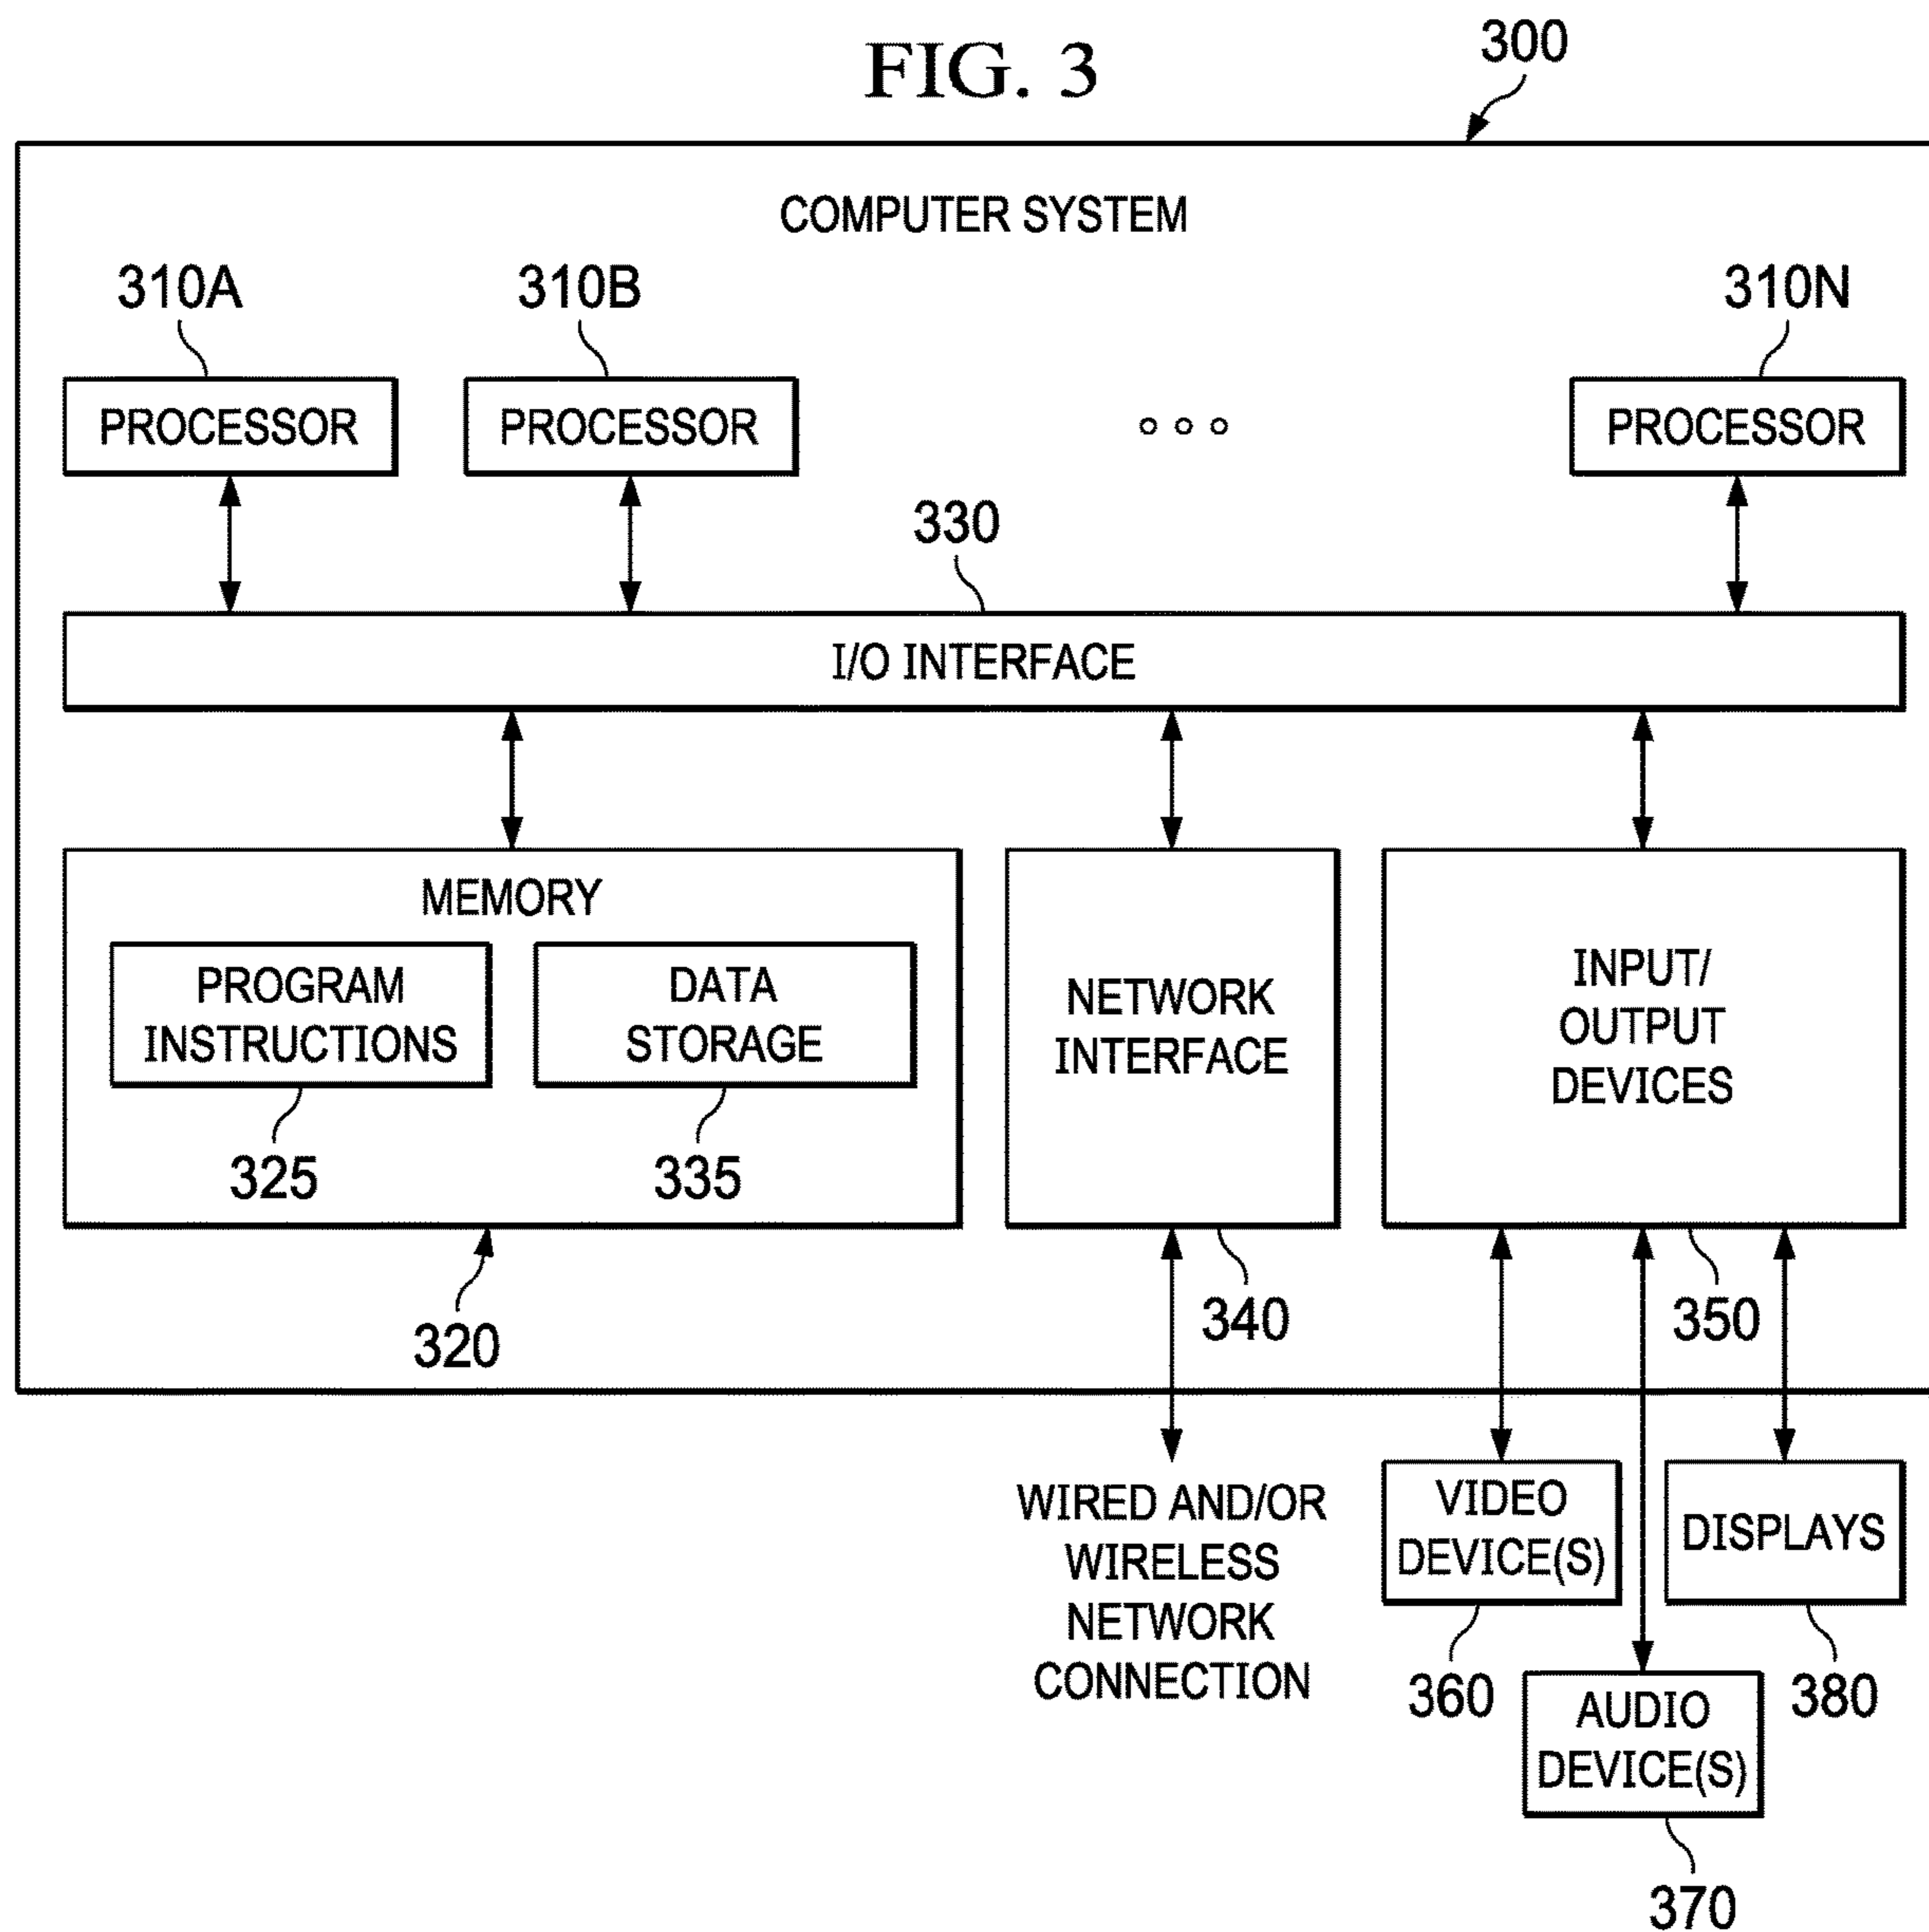 FIG. 3
300
COMPUTER SYSTEM
310A
310B
310N
PROCESSOR
PROCESSOR
PROCESSOR
330
I/O INTERFACE
MEMORY
PROGRAM
INSTRUCTIONS
DATA
STORAGE
325
335
320
NETWORK
INTERFACE
340
INPUT/
OUTPUT
DEVICES
350
WIRED AND/OR
WIRELESS
NETWORK
CONNECTION
VIDEO
DEVICE(S)
360
DISPLAYS
380
AUDIO
DEVICE(S)
370